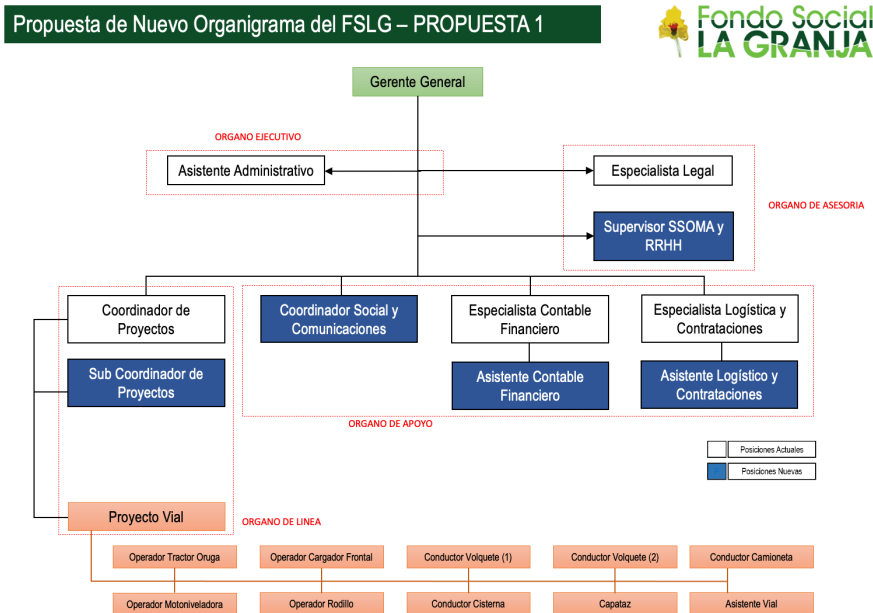 Propuesta de Nuevo Organigrama del FSLG – PROPUESTA 1
Fondo Social
LA GRANJA
Gerente General
ORGANO EJECUTIVO
Asistente Administrativo
Especialista Legal
ORGANO DE ASESORIA
Supervisor SSOMA y
RRHH
Coordinador de
Proyectos
Coordinador Social y
Comunicaciones
Especialista Contable
Financiero
Especialista Logística y
Contrataciones
Sub Coordinador de
Proyectos
Asistente Contable
Financiero
Asistente Logístico y
Contrataciones
ORGANO DE APOYO
Posiciones Actuales
Posiciones Nuevas
Proyecto Vial
ORGANO DE LINEA
Operador Tractor Oruga
Operador Cargador Frontal
Conductor Volquete (1)
Conductor Volquete (2)
Conductor Camioneta
Operador Motoniveladora
Operador Rodillo
Conductor Cisterna
Capataz
Asistente Vial